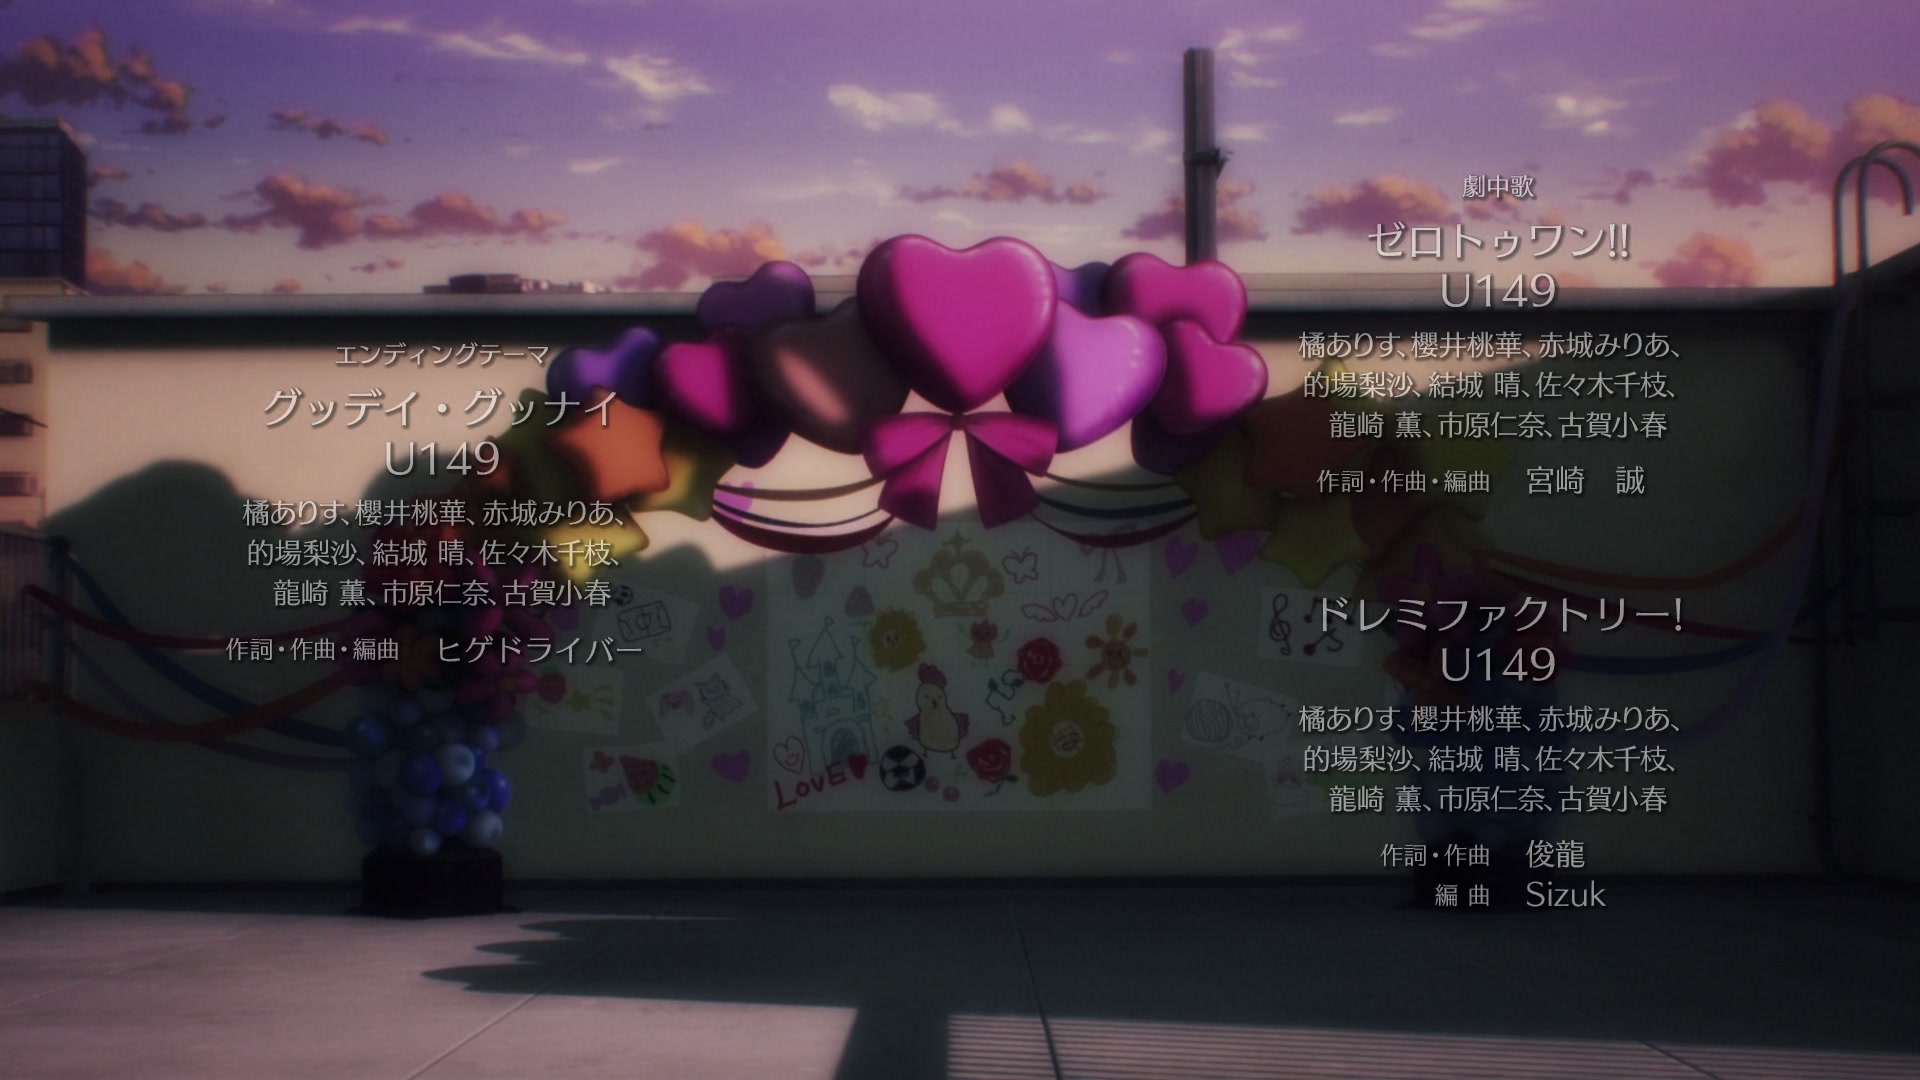 エンディングテーマ
グッデイ・グッナイ
U149
橘ありす、櫻井桃華、赤城みりあ、
的場梨沙、結城 晴、佐々木千枝、
龍崎 薫、市原仁奈、古賀小春
作詞・作曲・編曲　ヒゲドライバー
劇中歌
ゼロトゥワン!!
U149
橘ありす、櫻井桃華、赤城みりあ、
的場梨沙、結城 晴、佐々木千枝、
龍崎 薫、市原仁奈、古賀小春
作詞・作曲・編曲　宮崎　誠
ドレミファクトリー!
U149
橘ありす、櫻井桃華、赤城みりあ、
的場梨沙、結城 晴、佐々木千枝、
龍崎 薫、市原仁奈、古賀小春
作詞・作曲　俊龍
編 曲　Sizuk
LOVE